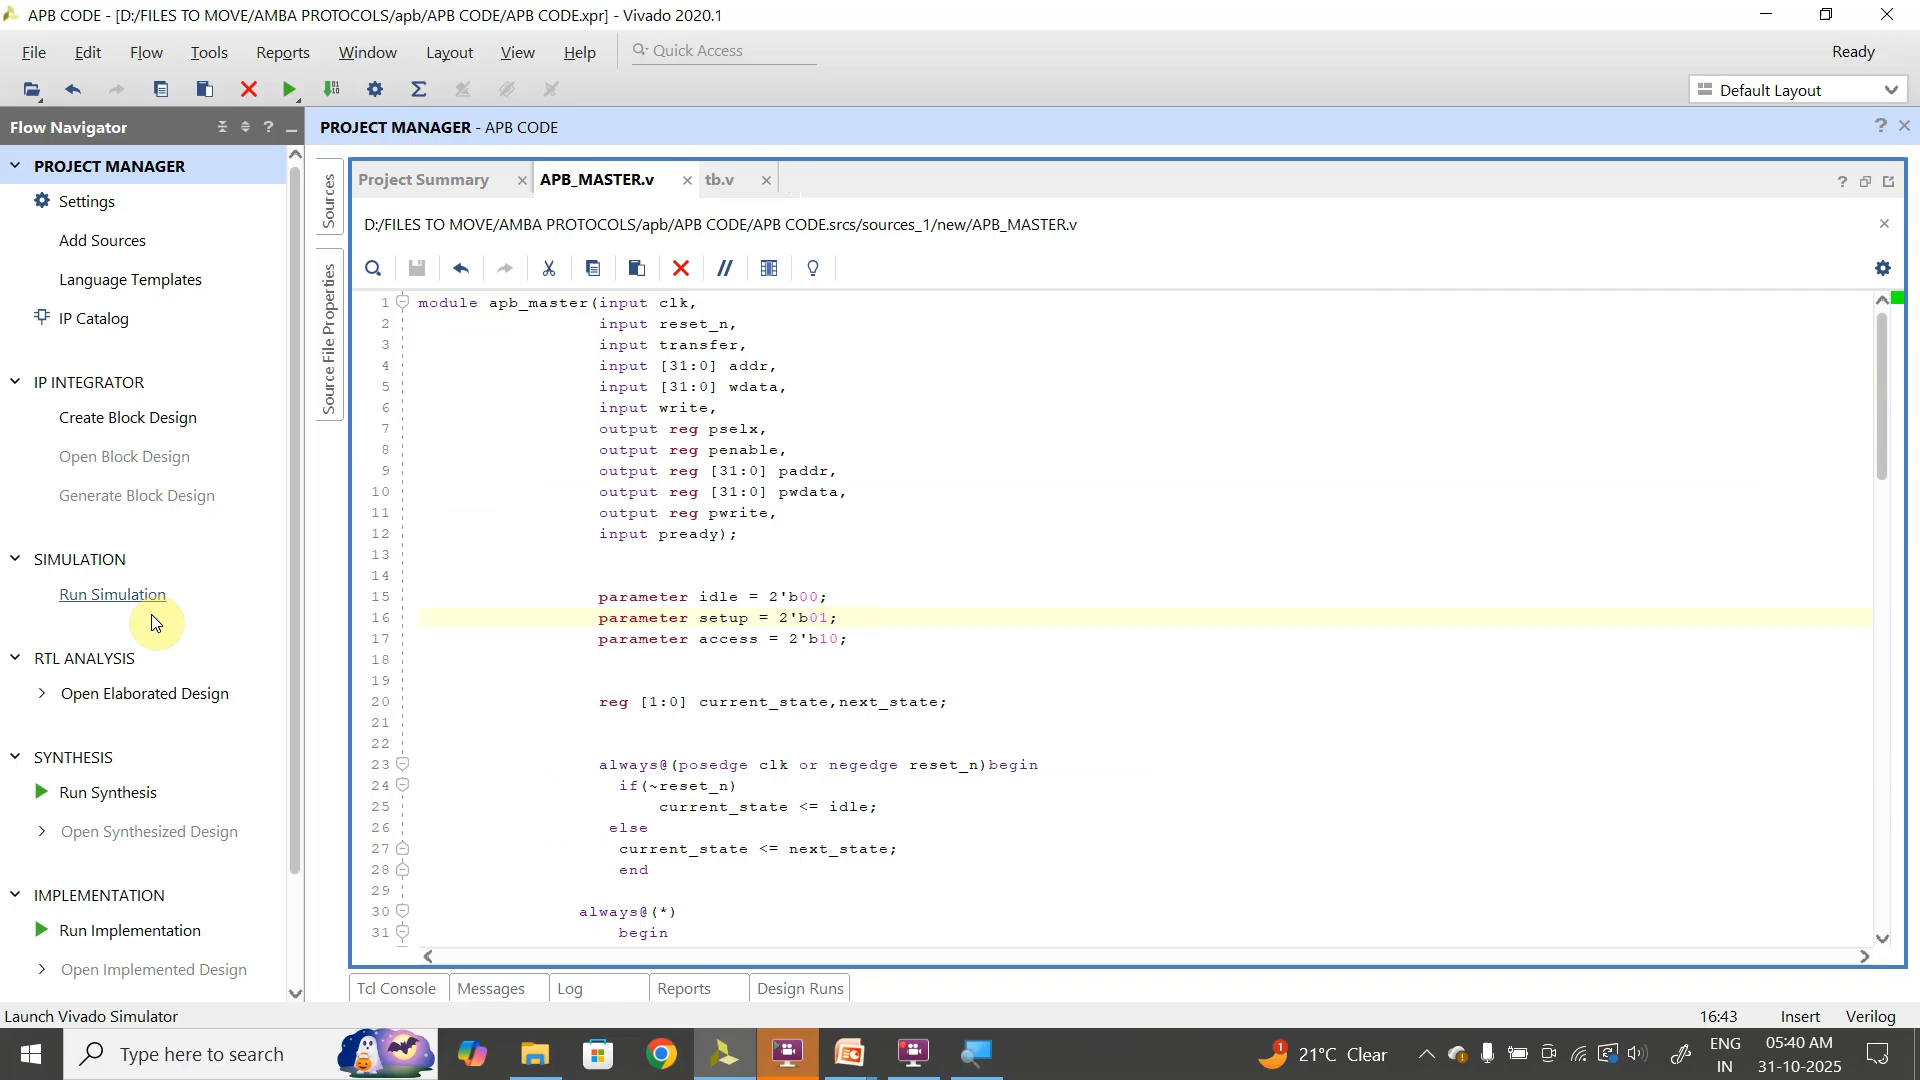 APB CODE - [D:/FILES TO MOVE/AMBA PROTOCOLS/apb/APB CODE/APB CODE.xpr] - Vivado 2020.1
File Edit Flow Tools Reports Window Layout View Help Quick Access Ready
Default Layout
Flow Navigator
PROJECT MANAGER - APB CODE
PROJECT MANAGER
Settings
Add Sources
Language Templates
IP Catalog
IP INTEGRATOR
Create Block Design
Open Block Design
Generate Block Design
SIMULATION
Run Simulation
RTL ANALYSIS
Open Elaborated Design
SYNTHESIS
Run Synthesis
Open Synthesized Design
IMPLEMENTATION
Run Implementation
Open Implemented Design
Sources
Source File Properties
Project Summary APB_MASTER.v tb.v
D:/FILES TO MOVE/AMBA PROTOCOLS/apb/APB CODE/APB CODE.srcs/sources_1/new/APB_MASTER.v
1 module apb_master(input clk,
2 input reset_n,
3 input transfer,
4 input [31:0] addr,
5 input [31:0] wdata,
6 input write,
7 output reg pselx,
8 output reg penable,
9 output reg [31:0] paddr,
10 output reg [31:0] pwdata,
11 output reg pwrite,
12 input pready);
13
14
15 parameter idle = 2'b00;
16 parameter setup = 2'b01;
17 parameter access = 2'b10;
18
19
20 reg [1:0] current_state,next_state;
21
22
23 always@(posedge clk or negedge reset_n)begin
24 if(~reset_n)
25 current_state <= idle;
26 else
27 current_state <= next_state;
28 end
29
30 always@(*)
31 begin
Tcl Console Messages Log Reports Design Runs
Launch Vivado Simulator 16:43 Insert Verilog
Type here to search
1
21°C Clear
ENG
IN
05:40 AM
31-10-2025